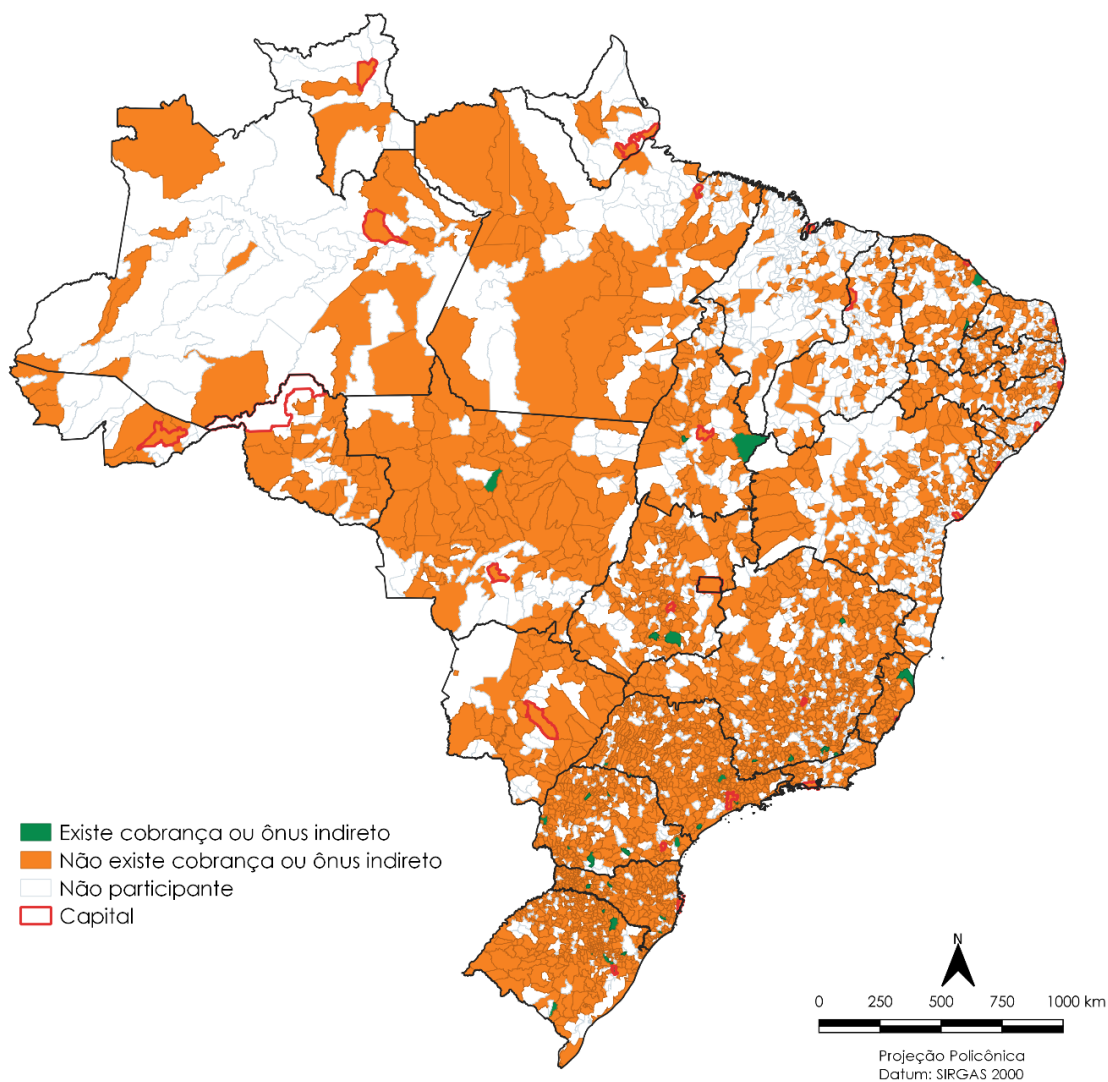 Existe cobrança ou ônus indireto
Não existe cobrança ou ônus indireto
Não participante
Capital
N
0 250 500 750 1000 km
Projeção Policônica
Datum: SIRGAS 2000